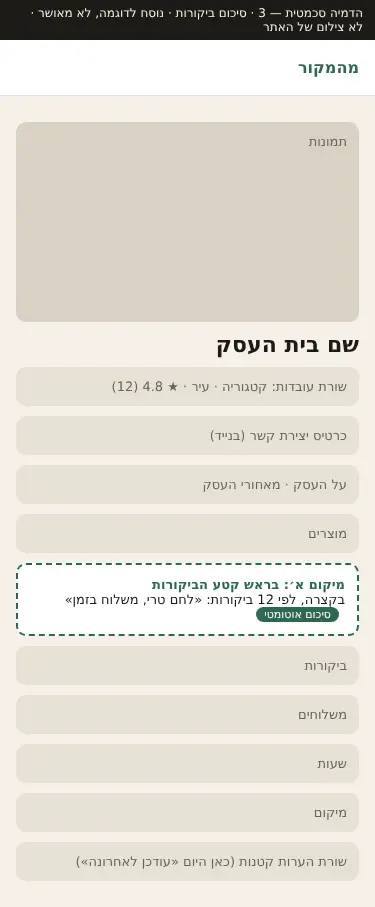 הדמיה סכמטית — 3 · סיכום ביקורות · נוסח לדוגמה, לא מאושר ·
לא צילום של האתר
מהמקור
תמונות
שם בית העסק
שורת עובדות: קטגוריה · עיר · ★ 4.8 (12)
כרטיס יצירת קשר (בנייד)
על העסק · מאחורי העסק
מוצרים
מיקום א׳: בראש קטע הביקורות
בקצרה, לפי 12 ביקורות: «לחם טרי, משלוח בזמן»
סיכום אוטומטי
ביקורות
משלוחים
שעות
מיקום
שורת הערות קטנות (כאן היום «עודכן לאחרונה»)